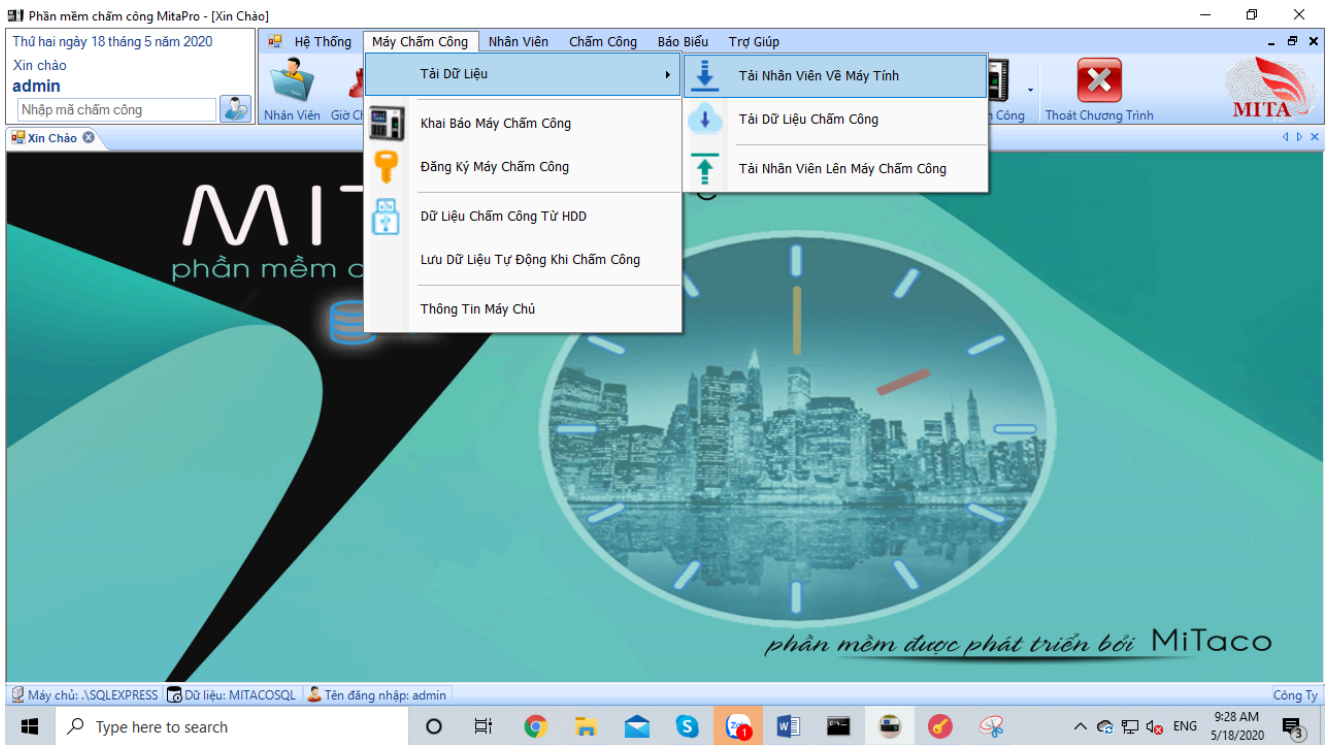 Phần mềm chấm công MitaPro - [Xin Chào]
Thứ hai ngày 18 tháng 5 năm 2020
Hệ Thống Máy Chấm Công Nhân Viên Chấm Công Báo Biểu Trợ Giúp
Xin chào
admin
Nhập mã chấm công
Nhân Viên Giờ Công Thoát Chương Trình
MITA
Xin Chào
Tải Dữ Liệu
Khai Báo Máy Chấm Công
Đăng Ký Máy Chấm Công
Dữ Liệu Chấm Công Từ HDD
Lưu Dữ Liệu Tự Động Khi Chấm Công
Thông Tin Máy Chủ
Tải Nhân Viên Về Máy Tính
Tải Dữ Liệu Chấm Công
Tải Nhân Viên Lên Máy Chấm Công
phần mềm
phần mềm được phát triển bởi MiTaco
Máy chủ: .\SQLEXPRESS Dữ liệu: MITACOSQL Tên đăng nhập: admin Công Ty
Type here to search
ENG
9:28 AM
5/18/2020
3